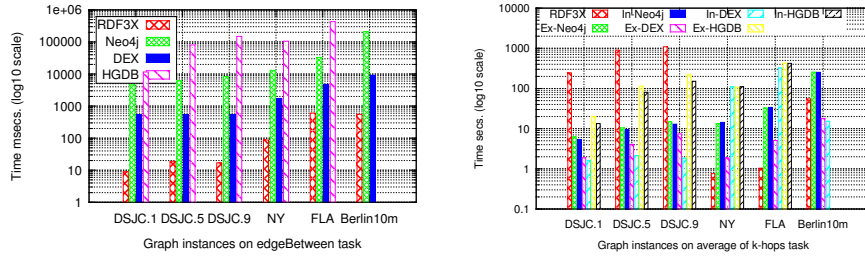 1e+06
100000
10000
1000
100
10
1
Time msecs. (log10 scale)
RDF3X
Neo4j
DEX
HGDB
DSJC.1 DSJC.5 DSJC.9 NY FLA Berlin10m
Graph instances on edgeBetween task
10000
1000
100
10
1
0.1
Time secs. (log10 scale)
RDF3X In-Neo4j In-DEX In-HGDB
Ex-Neo4j Ex-DEX Ex-HGDB
DSJC.1 DSJC.5 DSJC.9 NY FLA Berlin10m
Graph instances on average of k-hops task